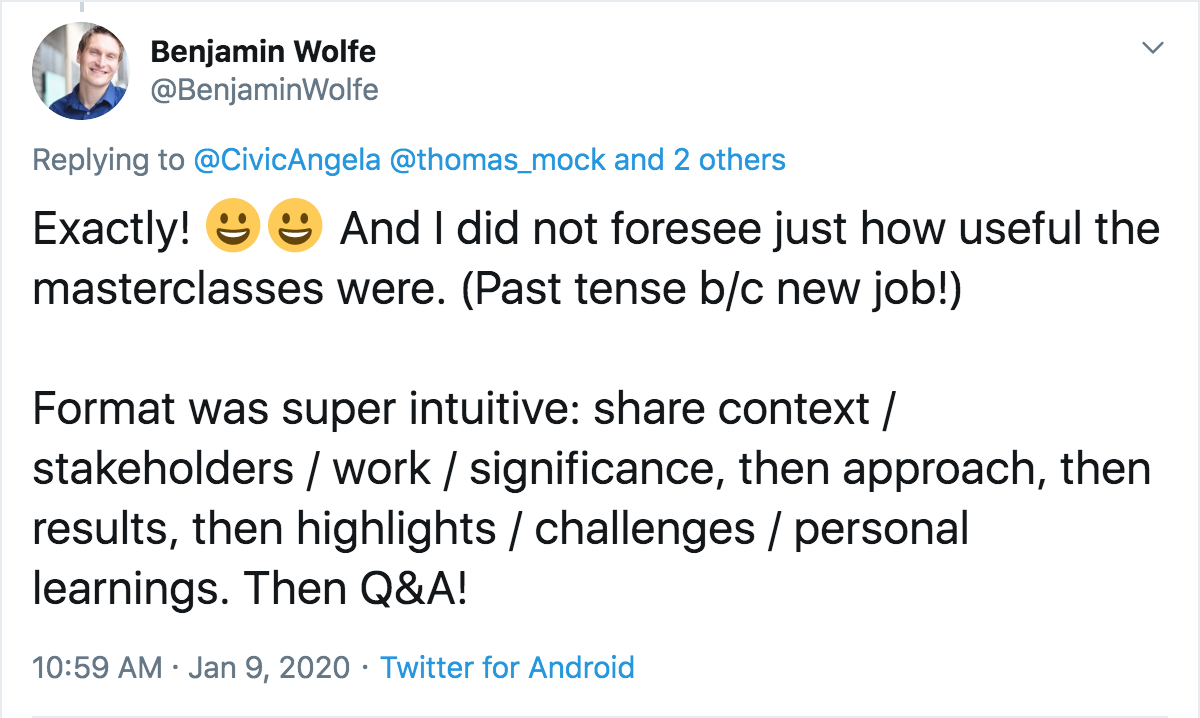 Benjamin Wolfe
@BenjaminWolfe
Replying to @CivicAngela @thomas_mock and 2 others
Exactly! 😀😀 And I did not foresee just how useful the
masterclasses were. (Past tense b/c new job!)
Format was super intuitive: share context /
stakeholders / work / significance, then approach, then
results, then highlights / challenges / personal
learnings. Then Q&A!
10:59 AM · Jan 9, 2020 · Twitter for Android